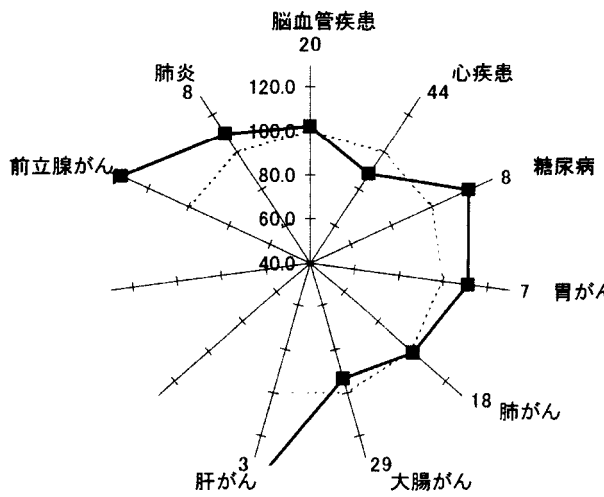 脳血管疾患
20
心疾患
44
糖尿病
8
胃がん
7
肺がん
18
大腸がん
29
肝がん
3
前立腺がん
肺炎
8
120.0
100.0
80.0
60.0
40.0